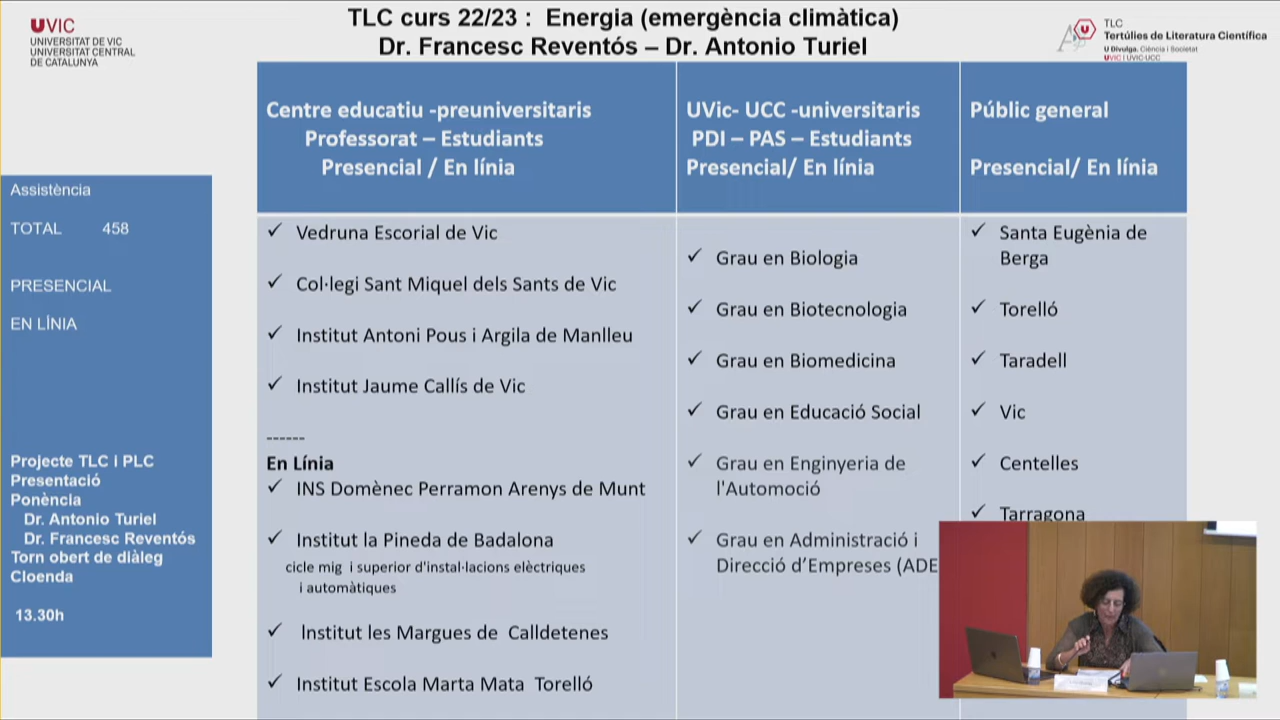 UVIC
UNIVERSITAT DE VIC
UNIVERSITAT CENTRAL
DE CATALUNYA
TLC curs 22/23 : Energia (emergència climàtica)
Dr. Francesc Reventós – Dr. Antonio Turiel
TLC
Tertúlies de Literatura Científica
U Divulga. Ciència i Societat
UVIC | UVIC·UCC
Assistència
TOTAL 458
PRESENCIAL
EN LÍNIA
Projecte TLC I PLC
Presentació
Ponència
Dr. Antonio Turiel
Dr. Francesc Reventós
Torn obert de diàleg
Cloenda
13.30h
Centre educatiu -preuniversitaris
Professorat – Estudiants
Presencial / En línia
✓ Vedruna Escorial de Vic
✓ Col·legi Sant Miquel dels Sants de Vic
✓ Institut Antoni Pous i Argila de Manlleu
✓ Institut Jaume Callís de Vic
------
En Línia
✓ INS Domènec Perramon Arenys de Munt
✓ Institut la Pineda de Badalona
cicle mig i superior d'instal·lacions elèctriques
i automàtiques
✓ Institut les Margues de Calldetenes
✓ Institut Escola Marta Mata Torelló
UVic- UCC -universitaris
PDI – PAS – Estudiants
Presencial/ En línia
✓ Grau en Biologia
✓ Grau en Biotecnologia
✓ Grau en Biomedicina
✓ Grau en Educació Social
✓ Grau en Enginyeria de
l'Automoció
✓ Grau en Administració i
Direcció d’Empreses (ADE
Públic general
Presencial/ En línia
✓ Santa Eugènia de
Berga
✓ Torelló
✓ Taradell
✓ Vic
✓ Centelles
✓ Tarragona